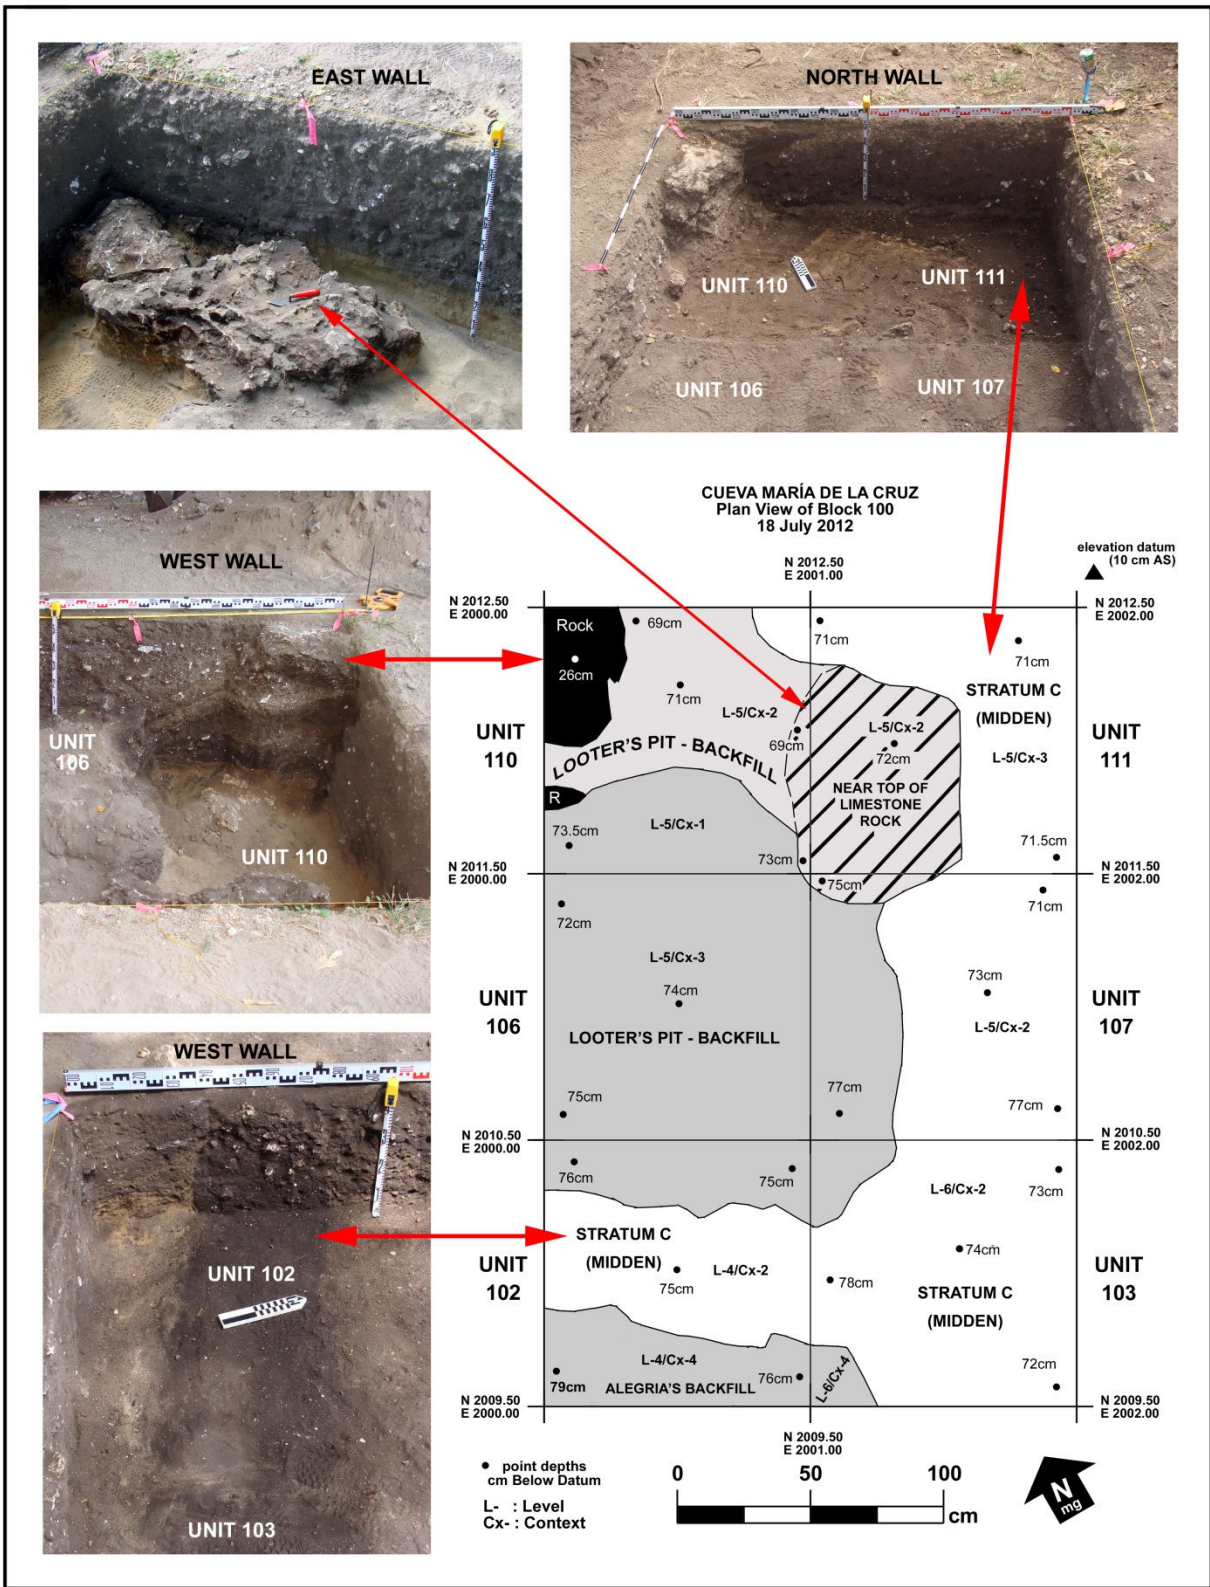 EAST WALL
NORTH WALL
UNIT 110
UNIT 111
UNIT 106
UNIT 107
WEST WALL
UNIT
106
UNIT 110
WEST WALL
UNIT 102
UNIT 103
CUEVA MARÍA DE LA CRUZ
Plan View of Block 100
18 July 2012
elevation datum
(10 cm AS)
N 2012.50
E 2001.00
N 2012.50
E 2000.00
N 2012.50
E 2002.00
Rock
69cm
71cm
71cm
26cm
71cm
STRATUM C
(MIDDEN)
L-5/Cx-2
L-5/Cx-2
UNIT
110
69cm
72cm
L-5/Cx-3
UNIT
111
LOOTER'S PIT - BACKFILL
NEAR TOP OF
LIMESTONE
ROCK
R
L-5/Cx-1
73.5cm
73cm
71.5cm
N 2011.50
E 2000.00
N 2011.50
E 2002.00
75cm
72cm
71cm
L-5/Cx-3
74cm
73cm
UNIT
106
L-5/Cx-2
UNIT
107
LOOTER'S PIT - BACKFILL
75cm
77cm
77cm
N 2010.50
E 2000.00
N 2010.50
E 2002.00
76cm
75cm
L-6/Cx-2
73cm
STRATUM C
(MIDDEN)
74cm
UNIT
102
L-4/Cx-2
75cm
78cm
STRATUM C
(MIDDEN)
UNIT
103
L-4/Cx-4
79cm
ALEGRIA'S BACKFILL
76cm
L-6/Cx-4
72cm
N 2009.50
E 2000.00
N 2009.50
E 2002.00
N 2009.50
E 2001.00
point depths
cm Below Datum
L- : Level
Cx- : Context
0 50 100
cm
N
mg